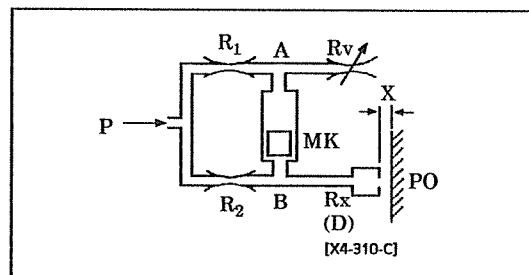 R₁ A Rv
X
P
MK
PO
R₂ B Rx
(D)
[X4-310-C]